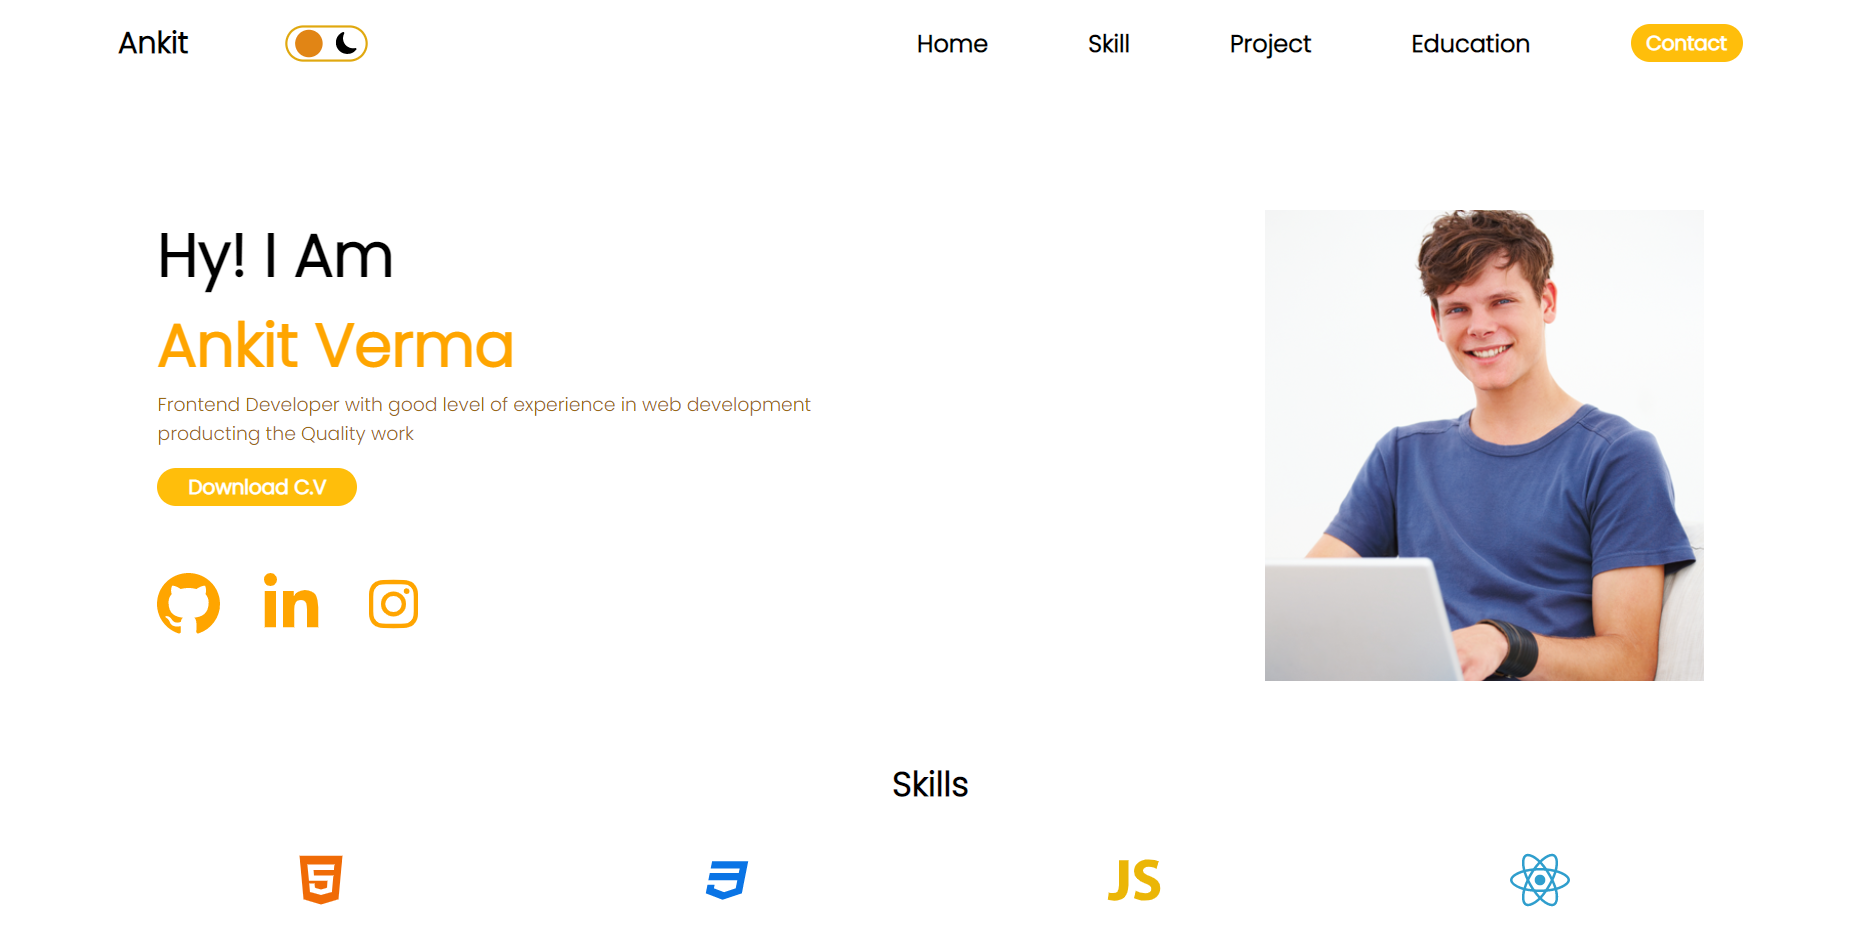 Ankit
Home Skill Project Education Contact
Hy! I Am
Ankit Verma
Frontend Developer with good level of experience in web development
producting the Quality work
Download C.V
in
Skills
5
JS